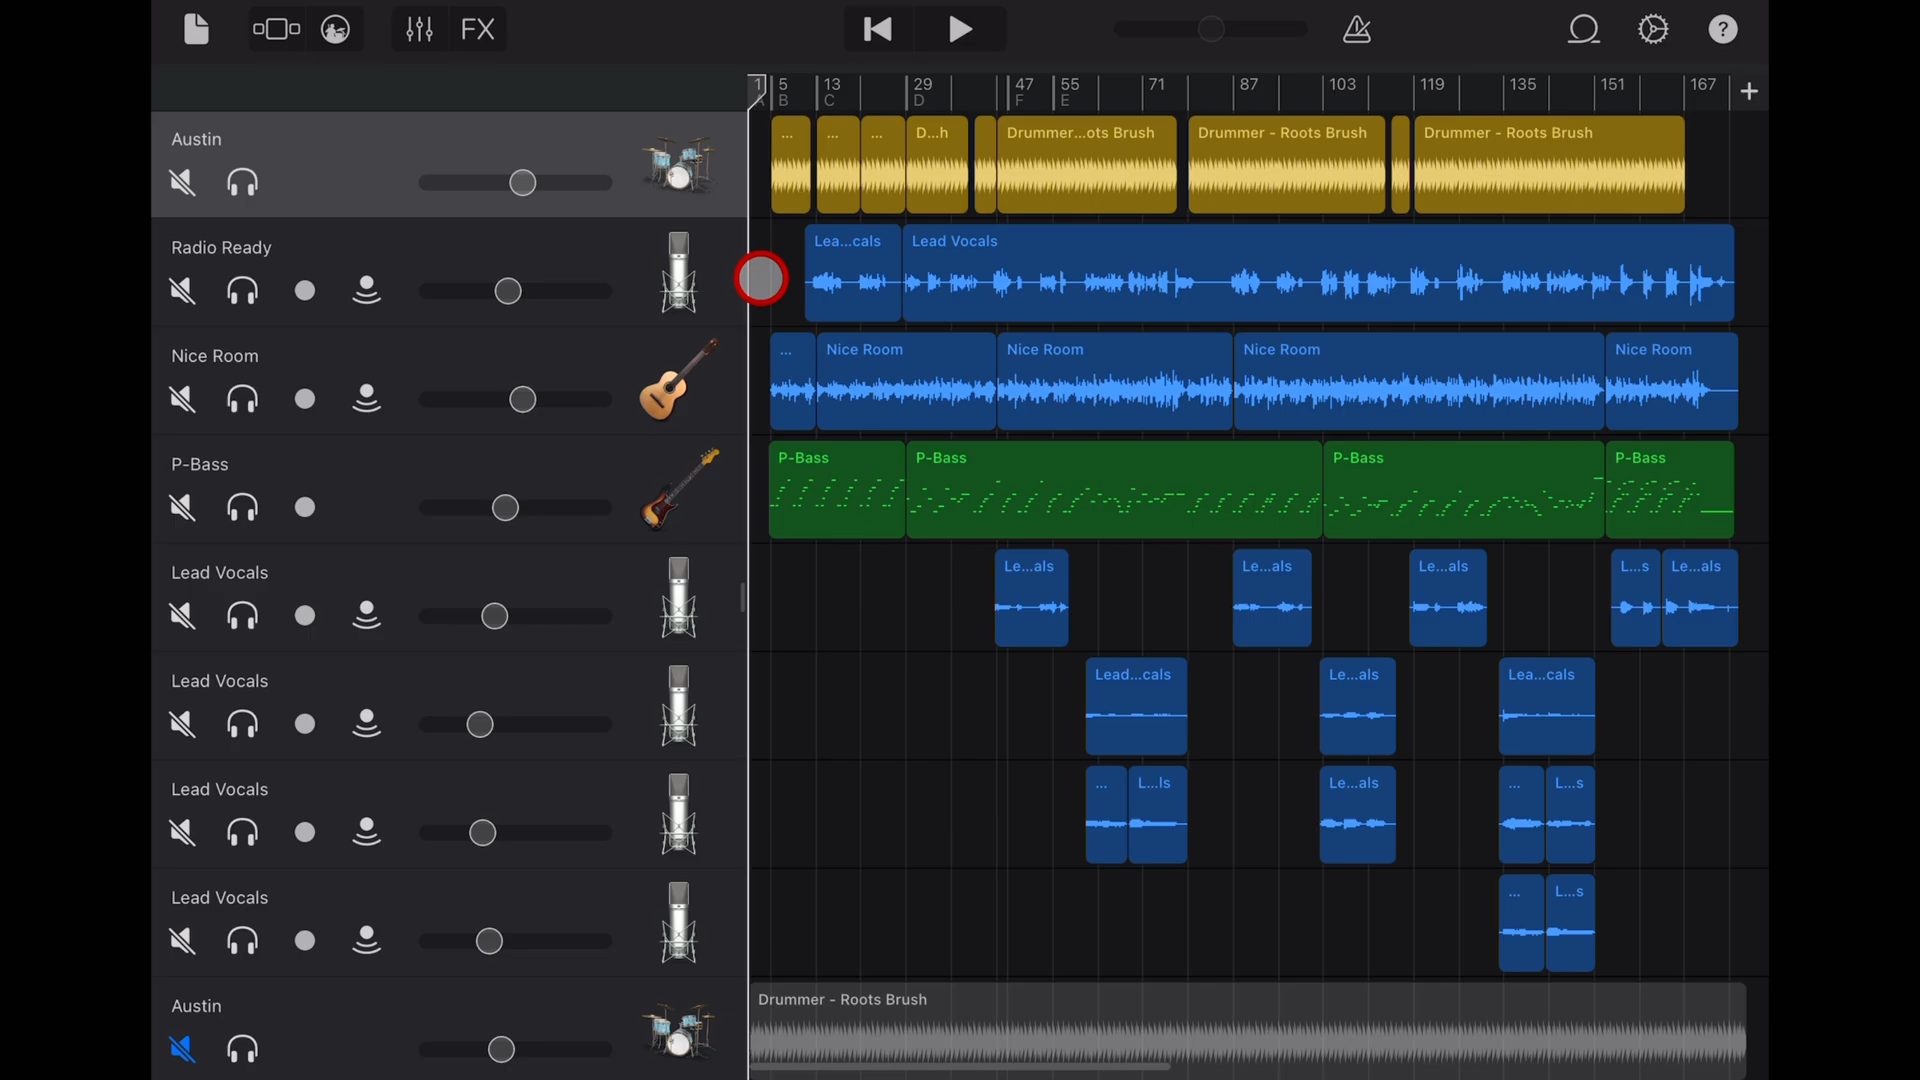 FX
?
1 5 13 29 47 55 71 87 103 119 135 151 167 +
A B C D F E
Austin
... ... ... D...h Drummer...ots Brush Drummer - Roots Brush Drummer - Roots Brush
Radio Ready
Lea...cals Lead Vocals
Nice Room
... Nice Room Nice Room Nice Room Nice Room
P-Bass
P-Bass P-Bass P-Bass P-Bass
Lead Vocals
Le...als Le...als Le...als L...s Le...als
Lead Vocals
Lead...cals Le...als Lea...cals
Lead Vocals
... L...ls Le...als ... L...s
Lead Vocals
... L...s
Austin
Drummer - Roots Brush